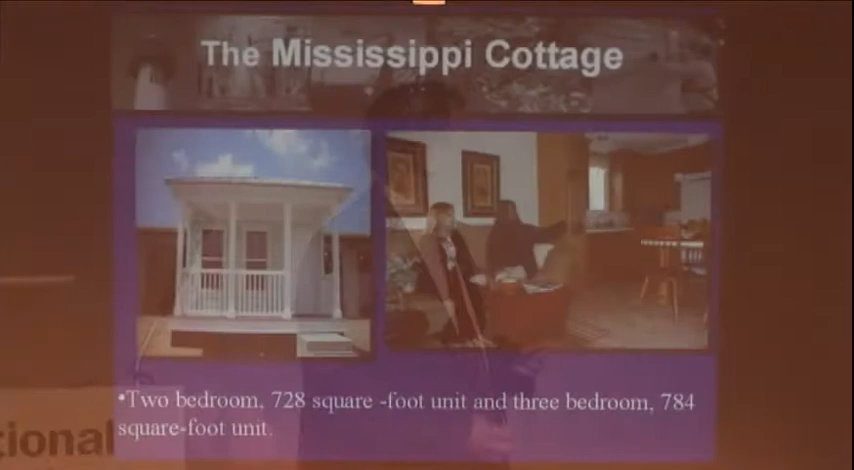 The Mississippi Cottage
•Two bedroom, 728 square -foot unit and three bedroom, 784
square-foot unit.
tional